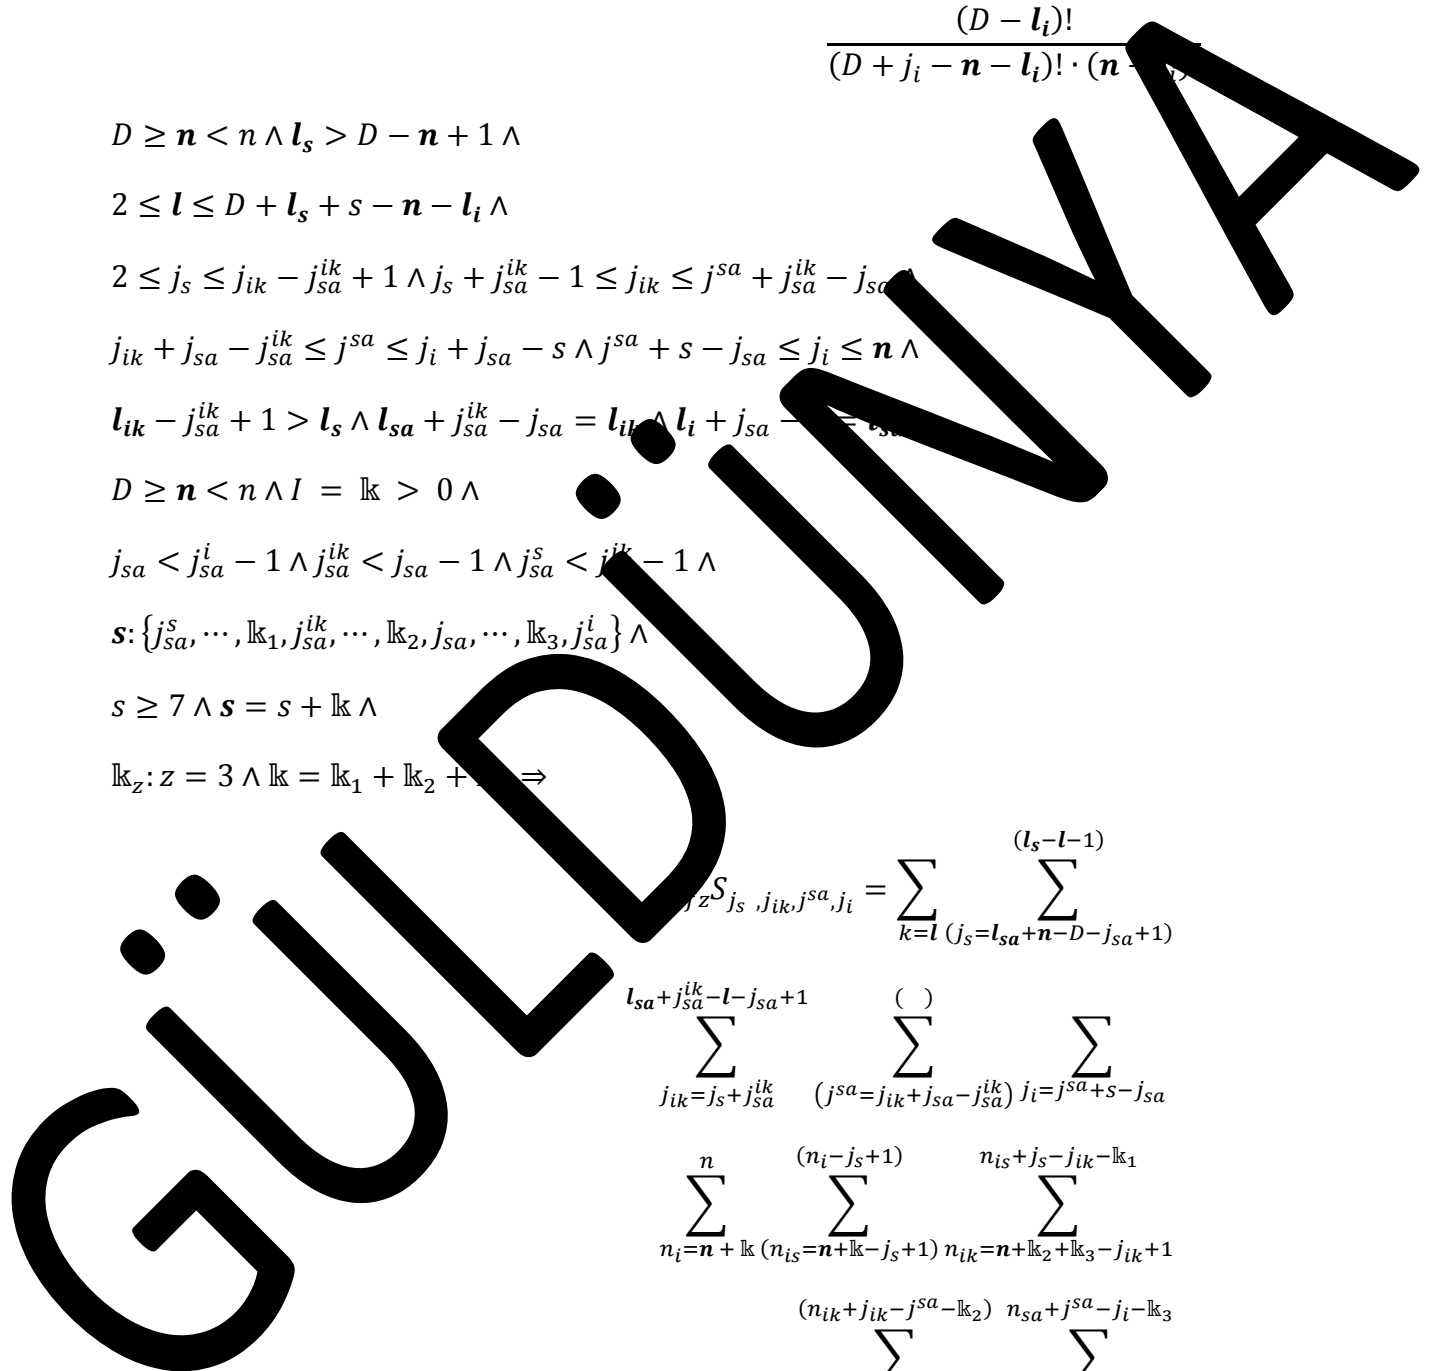 (D − l_i)!
(D + j_i − n − l_i)! · (n −
D ≥ n < n ∧ l_s > D − n + 1 ∧
2 ≤ l ≤ D + l_s + s − n − l_i ∧
2 ≤ j_s ≤ j_ik − j_sa^ik + 1 ∧ j_s + j_sa^ik − 1 ≤ j_ik ≤ j^sa + j_sa^ik − j_sa ∧
j_ik + j_sa − j_sa^ik ≤ j^sa ≤ j_i + j_sa − s ∧ j^sa + s − j_sa ≤ j_i ≤ n ∧
l_ik − j_sa^ik + 1 > l_s ∧ l_sa + j_sa^ik − j_sa = l_ik ∧ l_i + j_sa − = l_sa
D ≥ n < n ∧ I = 𝕜 > 0 ∧
j_sa < j_sa^i − 1 ∧ j_sa^ik < j_sa − 1 ∧ j_sa^s < j^ik − 1 ∧
s: {j_sa^s, ⋯, 𝕜_1, j_sa^ik, ⋯, 𝕜_2, j_sa, ⋯, 𝕜_3, j_sa^i} ∧
s ≥ 7 ∧ s = s + 𝕜 ∧
𝕜_z: z = 3 ∧ 𝕜 = 𝕜_1 + 𝕜_2 + ⇒
(l_s−l−1)
z S_{j_s ,j_ik,j^sa,j_i} = ∑ ∑
k=l (j_s=l_sa+n−D−j_sa+1)
l_sa+j_sa^ik−l−j_sa+1 ( )
∑ ∑ ∑
j_ik=j_s+j_sa^ik (j^sa=j_ik+j_sa−j_sa^ik) j_i=j^sa+s−j_sa
n (n_i−j_s+1) n_is+j_s−j_ik−𝕜_1
∑ ∑ ∑
n_i=n+𝕜 (n_is=n+𝕜−j_s+1) n_ik=n+𝕜_2+𝕜_3−j_ik+1
(n_ik+j_ik−j^sa−𝕜_2) n_sa+j^sa−j_i−𝕜_3
∑ ∑
GÜLDÜNYA